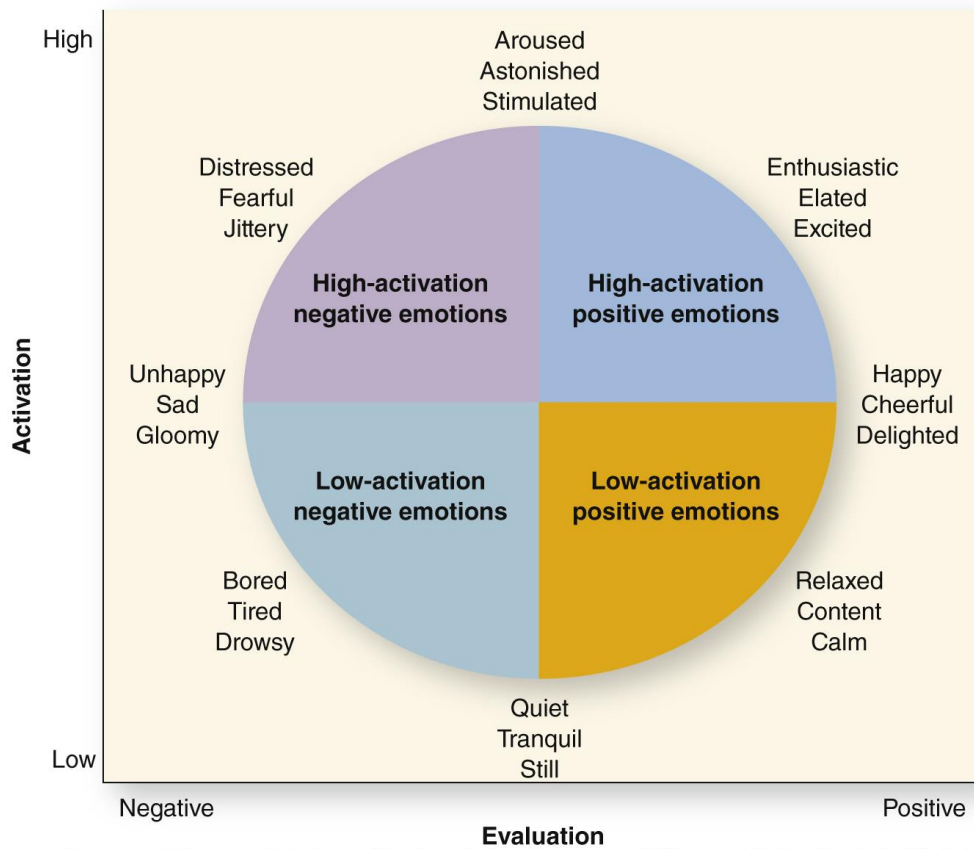 High
Aroused
Astonished
Stimulated
Distressed
Fearful
Jittery
Enthusiastic
Elated
Excited
High-activation
negative emotions
High-activation
positive emotions
Activation
Unhappy
Sad
Gloomy
Happy
Cheerful
Delighted
Low-activation
negative emotions
Low-activation
positive emotions
Bored
Tired
Drowsy
Relaxed
Content
Calm
Quiet
Tranquil
Still
Low
Negative
Positive
Evaluation